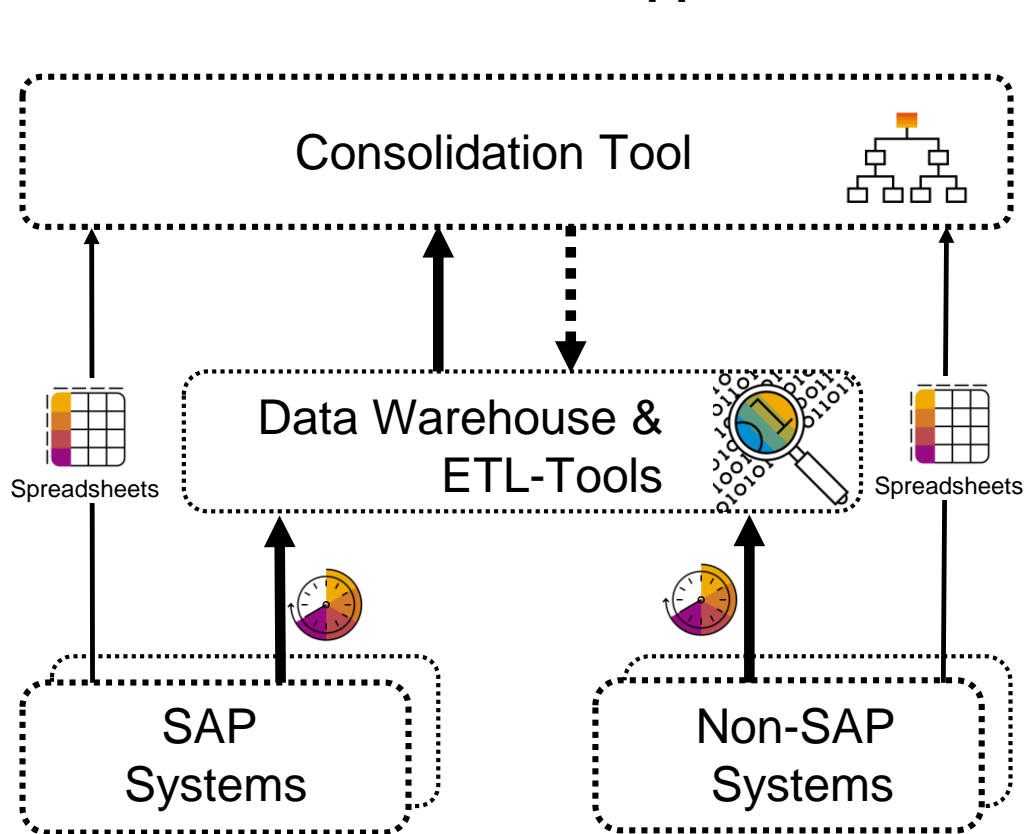 Consolidation Tool
Data Warehouse &
ETL-Tools
Spreadsheets
Spreadsheets
SAP
Systems
Non-SAP
Systems